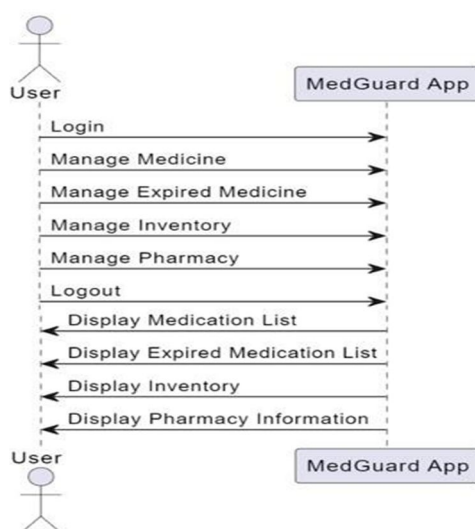 User
MedGuard App
Login
Manage Medicine
Manage Expired Medicine
Manage Inventory
Manage Pharmacy
Logout
Display Medication List
Display Expired Medication List
Display Inventory
Display Pharmacy Information
User
MedGuard App